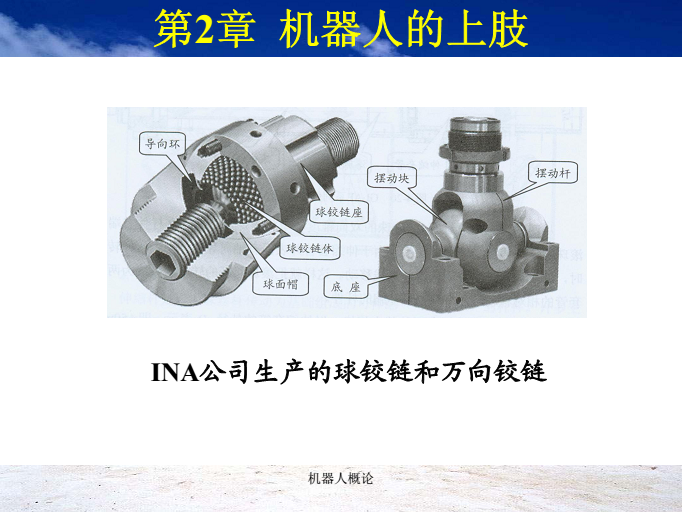 第2章 机器人的上肢
导向环
球铰链座
球铰链体
球面帽
摆动块
摆动杆
底 座
INA公司生产的球铰链和万向铰链
机器人概论